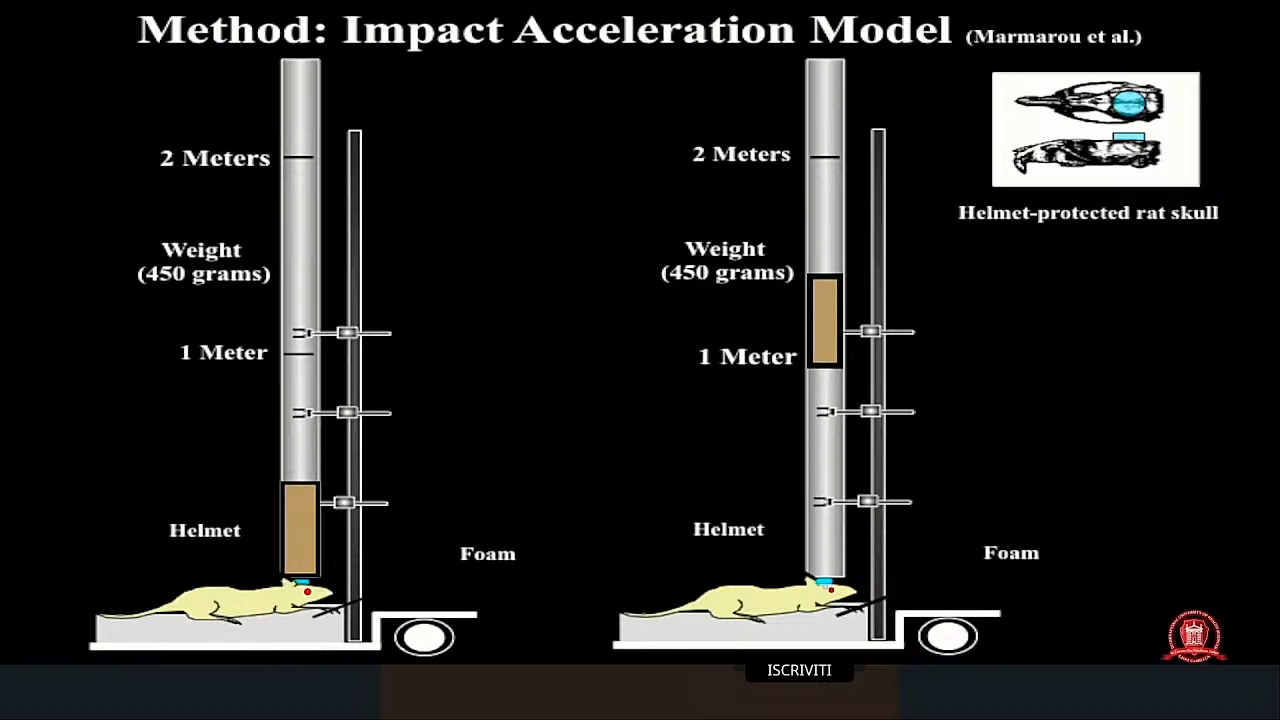 Method: Impact Acceleration Model (Marmarou et al.)
2 Meters
Weight
(450 grams)
1 Meter
Helmet
Foam
2 Meters
Weight
(450 grams)
1 Meter
Helmet
Foam
Helmet-protected rat skull
ISCRIVITI